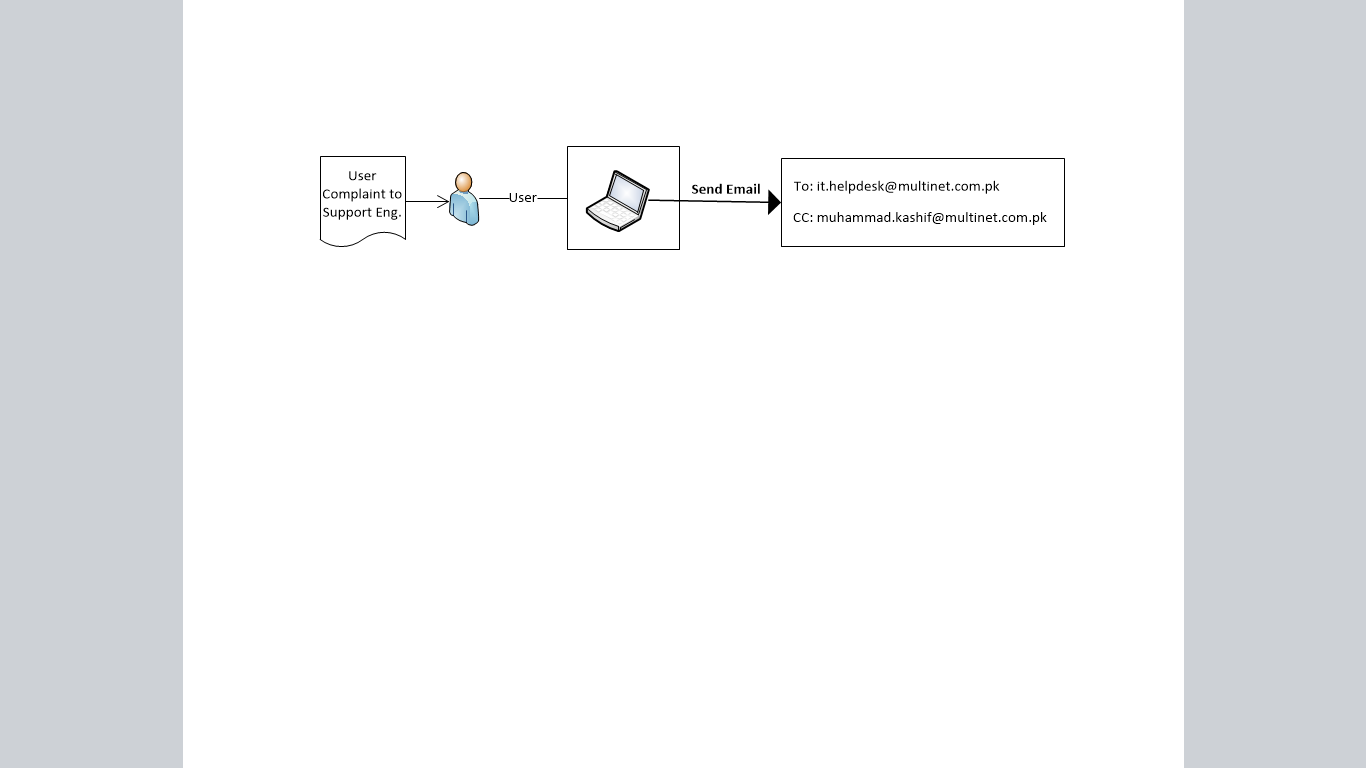 User
Complaint to
Support Eng.
User
Send Email
To: it.helpdesk@multinet.com.pk
CC: muhammad.kashif@multinet.com.pk